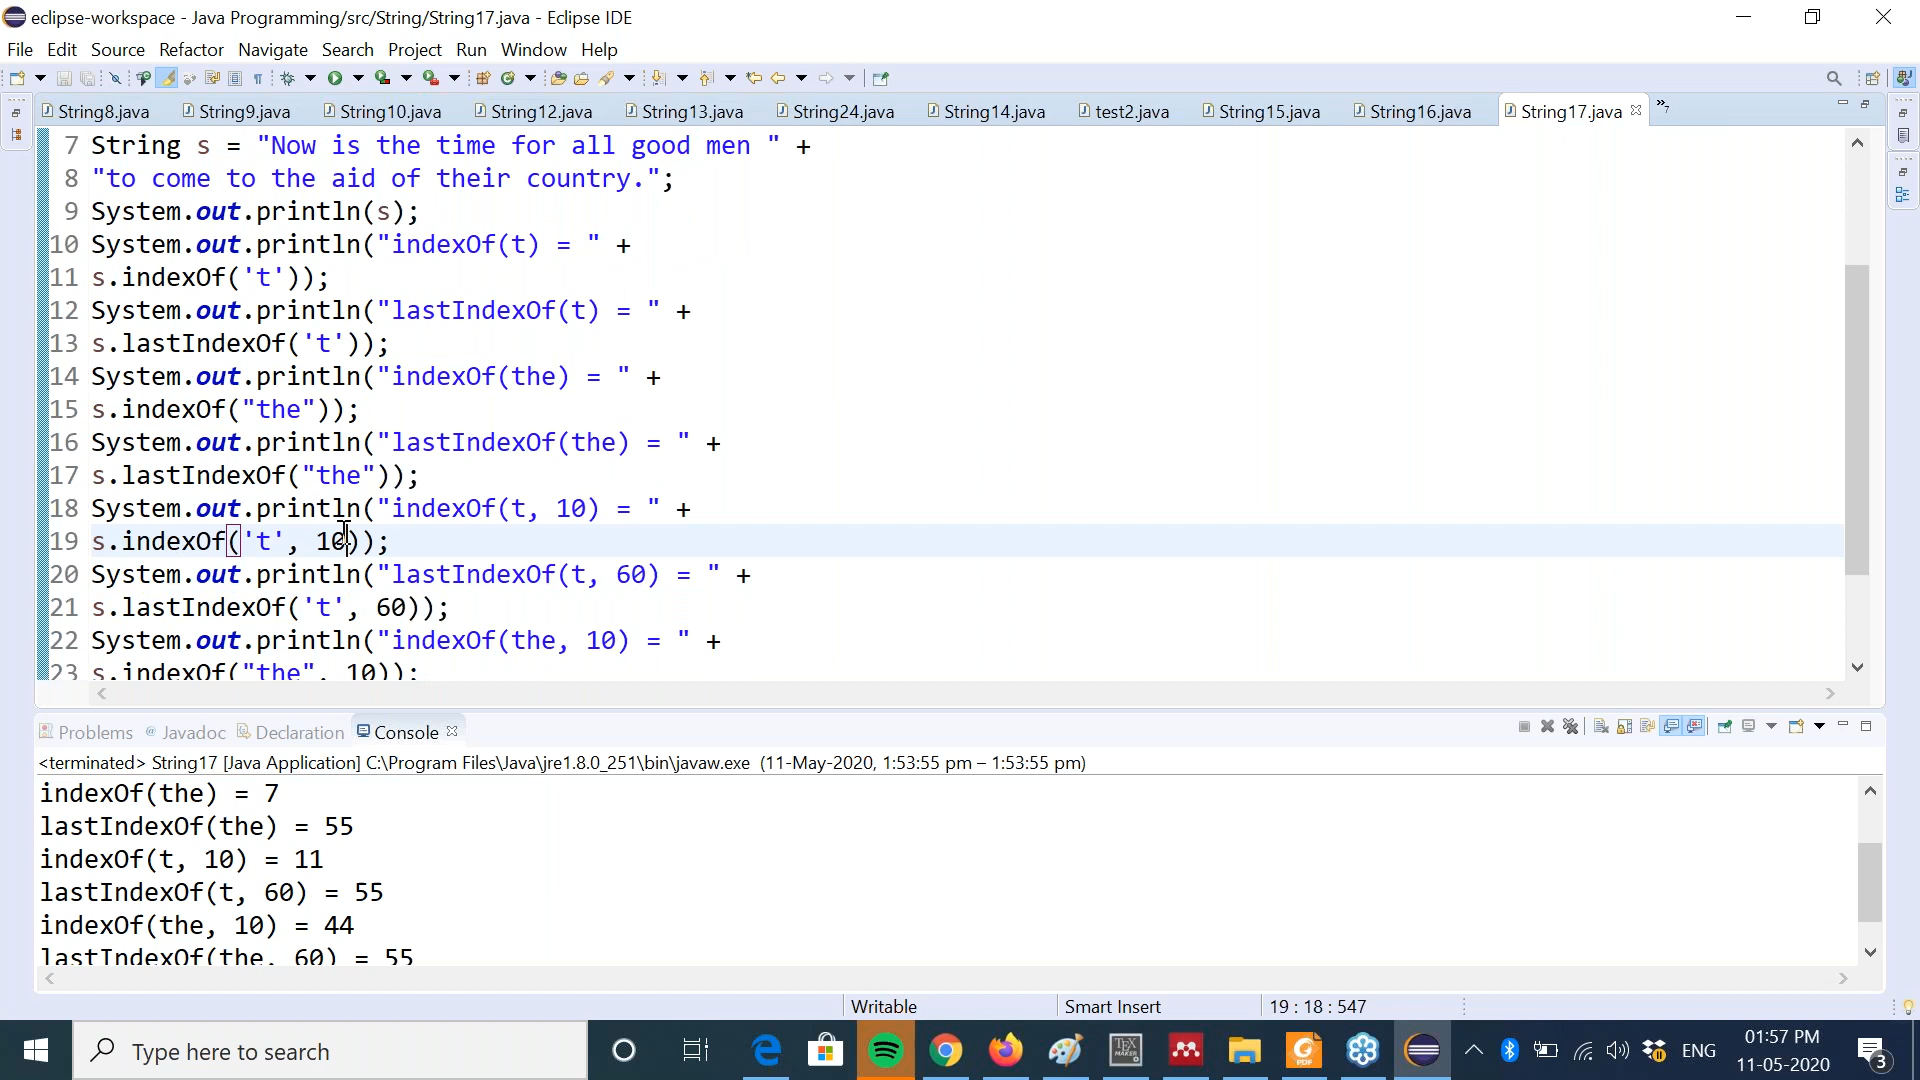 eclipse-workspace - Java Programming/src/String/String17.java - Eclipse IDE
File Edit Source Refactor Navigate Search Project Run Window Help
String8.java String9.java String10.java String12.java String13.java String24.java String14.java test2.java String15.java String16.java String17.java »7
7 String s = "Now is the time for all good men " +
8 "to come to the aid of their country.";
9 System.out.println(s);
10 System.out.println("indexOf(t) = " +
11 s.indexOf('t'));
12 System.out.println("lastIndexOf(t) = " +
13 s.lastIndexOf('t'));
14 System.out.println("indexOf(the) = " +
15 s.indexOf("the"));
16 System.out.println("lastIndexOf(the) = " +
17 s.lastIndexOf("the"));
18 System.out.println("indexOf(t, 10) = " +
19 s.indexOf('t', 10));
20 System.out.println("lastIndexOf(t, 60) = " +
21 s.lastIndexOf('t', 60));
22 System.out.println("indexOf(the, 10) = " +
23 s.indexOf("the", 10));
Problems @ Javadoc Declaration Console
<terminated> String17 [Java Application] C:\Program Files\Java\jre1.8.0_251\bin\javaw.exe (11-May-2020, 1:53:55 pm – 1:53:55 pm)
indexOf(the) = 7
lastIndexOf(the) = 55
indexOf(t, 10) = 11
lastIndexOf(t, 60) = 55
indexOf(the, 10) = 44
lastIndexOf(the, 60) = 55
Writable Smart Insert 19 : 18 : 547
Type here to search
ENG
01:57 PM
11-05-2020
3